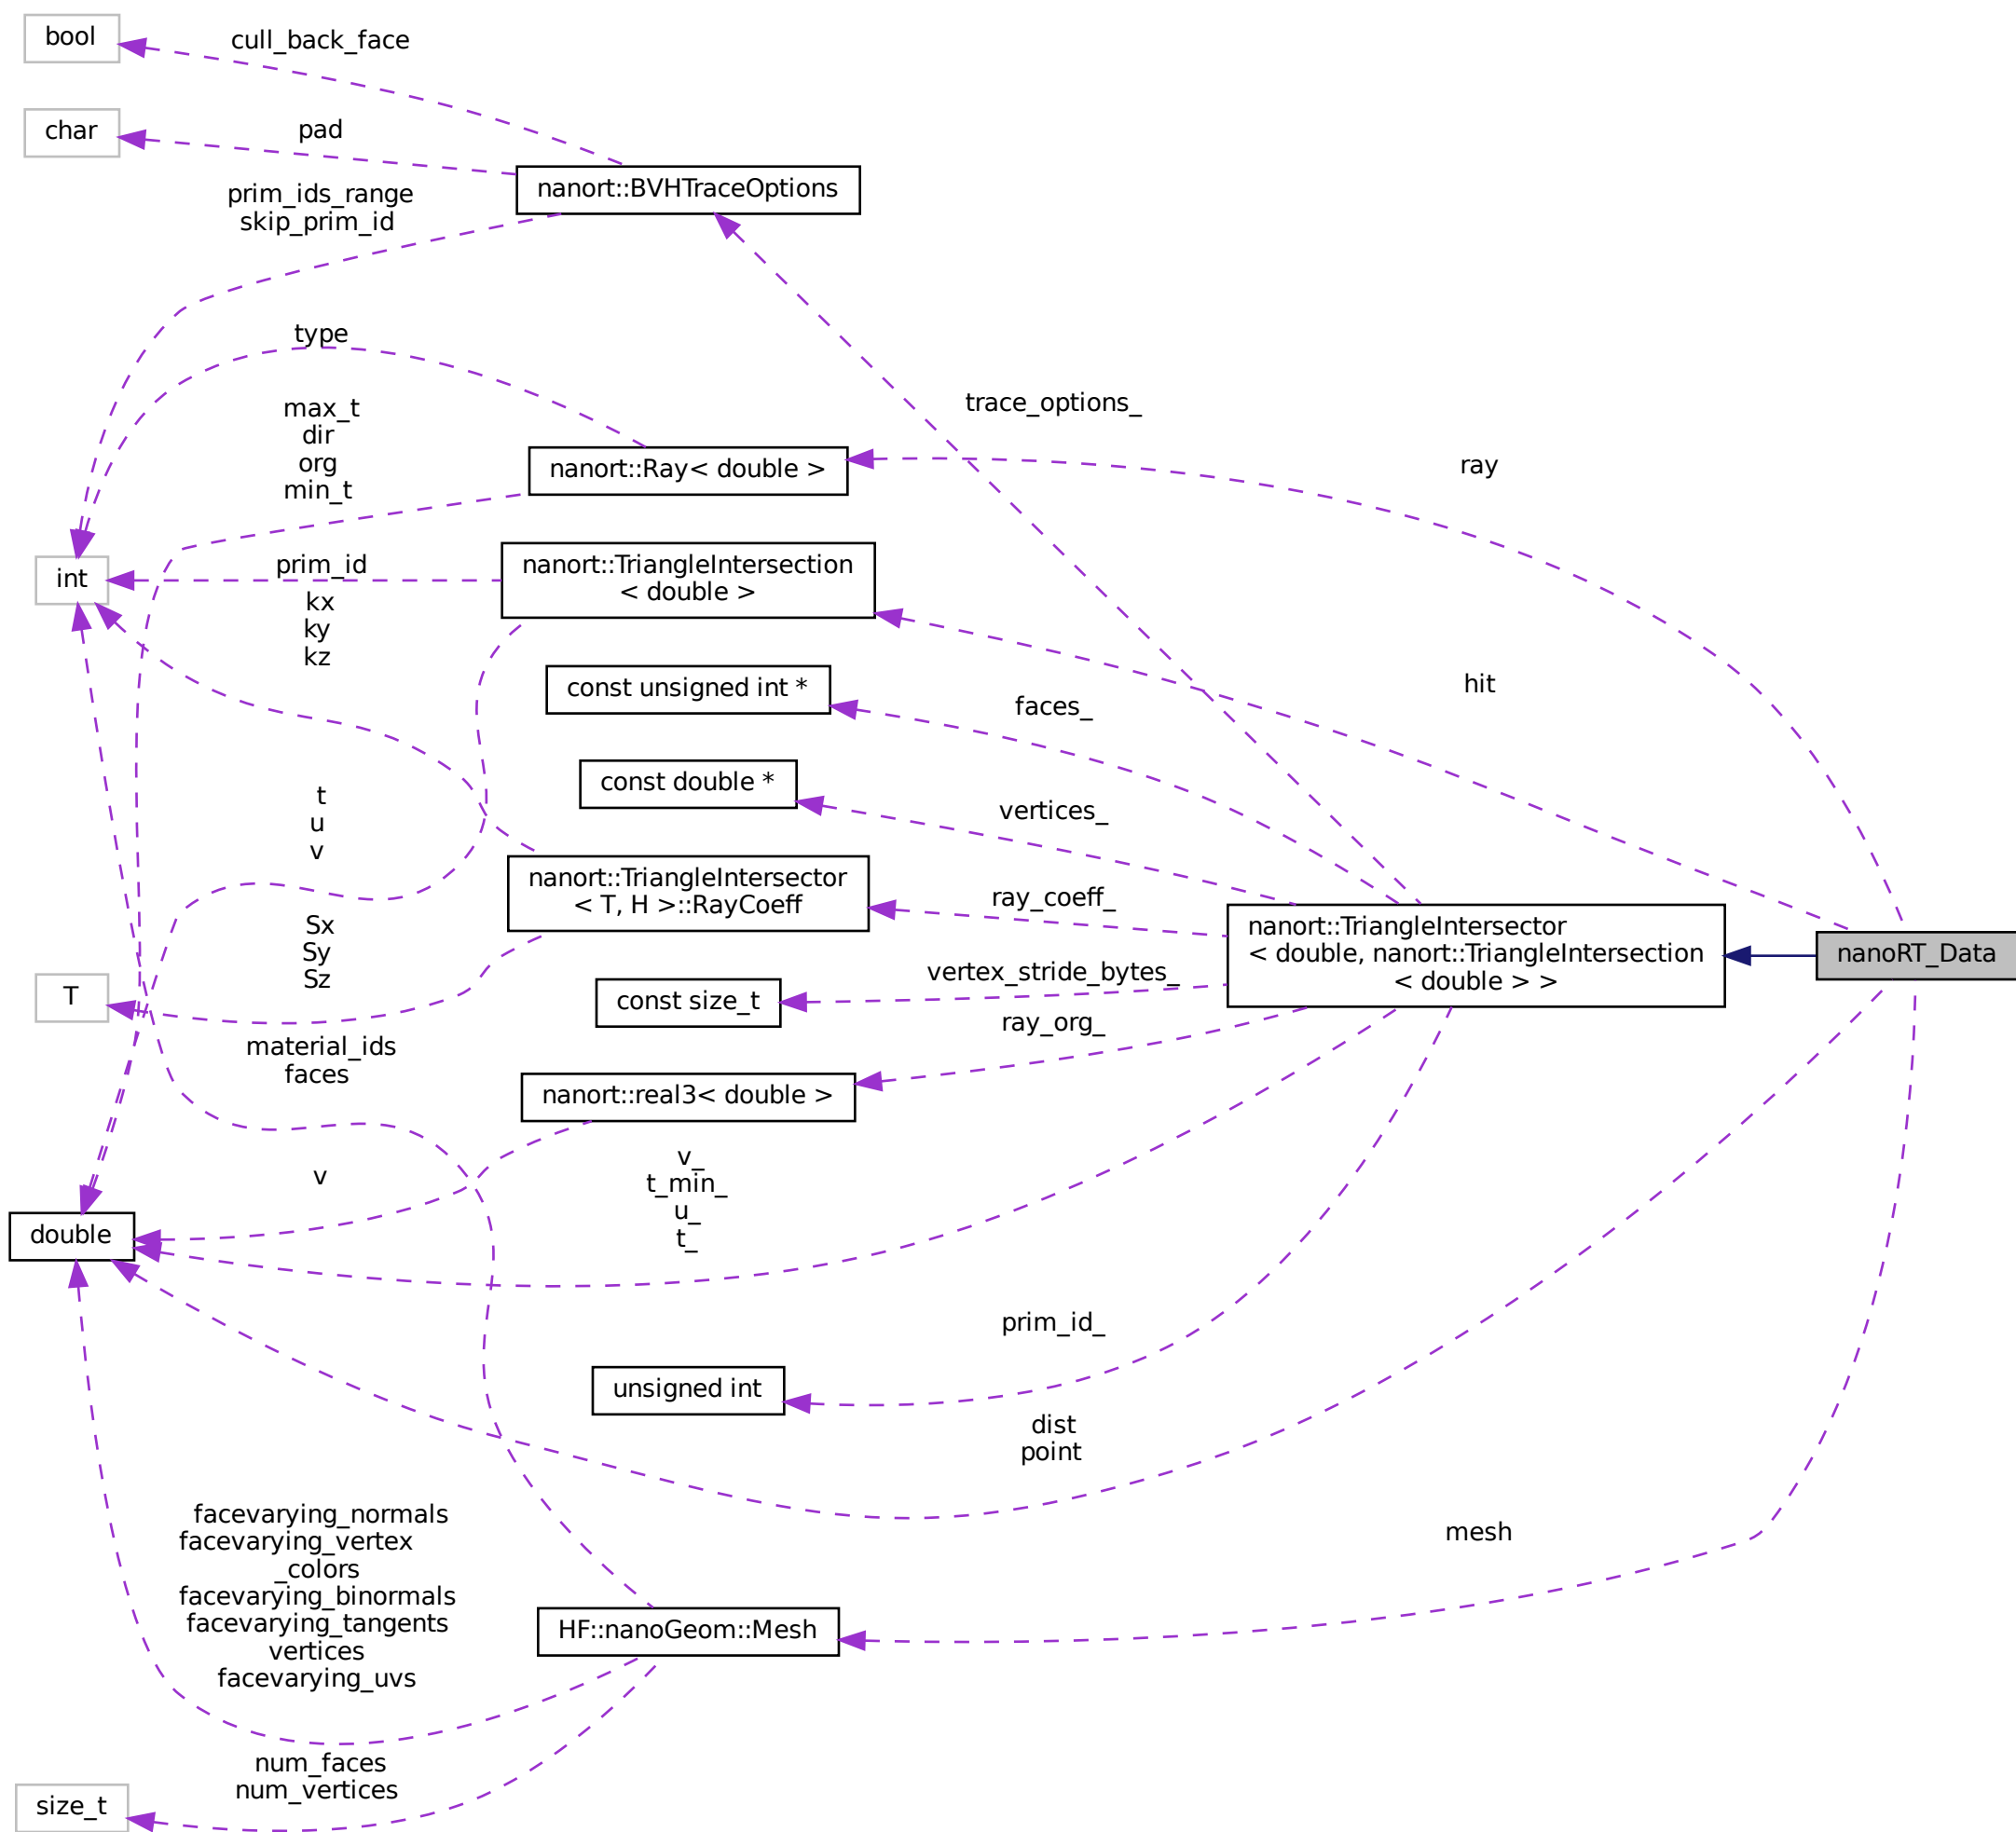 bool
cull_back_face
char
pad
nanort::BVHTraceOptions
prim_ids_range
skip_prim_id
type
trace_options_
max_t
dir
org
min_t
nanort::Ray< double >
ray
int
prim_id
nanort::TriangleIntersection
< double >
kx
ky
kz
const unsigned int *
faces_
hit
const double *
vertices_
t
u
v
nanort::TriangleIntersector
< T, H >::RayCoeff
ray_coeff_
nanort::TriangleIntersector
< double, nanort::TriangleIntersection
< double > >
nanoRT_Data
Sx
Sy
Sz
T
const size_t
vertex_stride_bytes_
ray_org_
material_ids
faces
nanort::real3< double >
v
v_
t_min_
u_
t_
double
prim_id_
unsigned int
dist
point
mesh
facevarying_normals
facevarying_vertex
_colors
facevarying_binormals
facevarying_tangents
vertices
facevarying_uvs
HF::nanoGeom::Mesh
num_faces
num_vertices
size_t